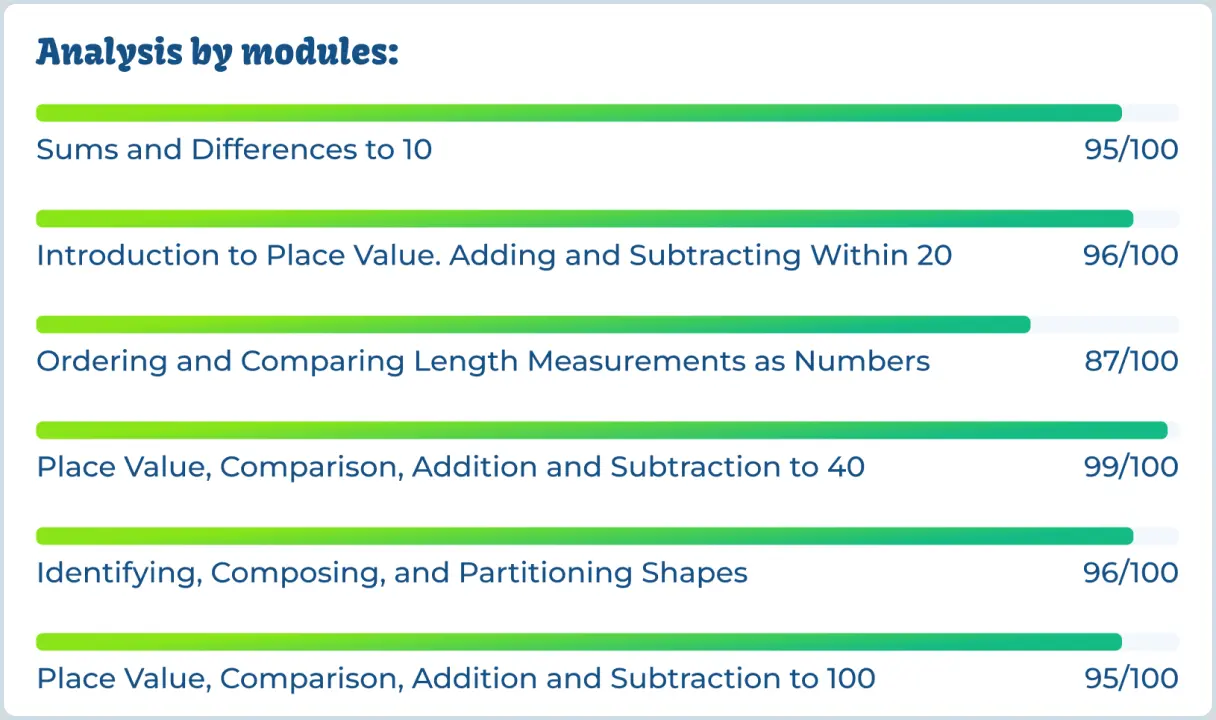 Analysis by modules:
Sums and Differences to 10 95/100
Introduction to Place Value. Adding and Subtracting Within 20 96/100
Ordering and Comparing Length Measurements as Numbers 87/100
Place Value, Comparison, Addition and Subtraction to 40 99/100
Identifying, Composing, and Partitioning Shapes 96/100
Place Value, Comparison, Addition and Subtraction to 100 95/100